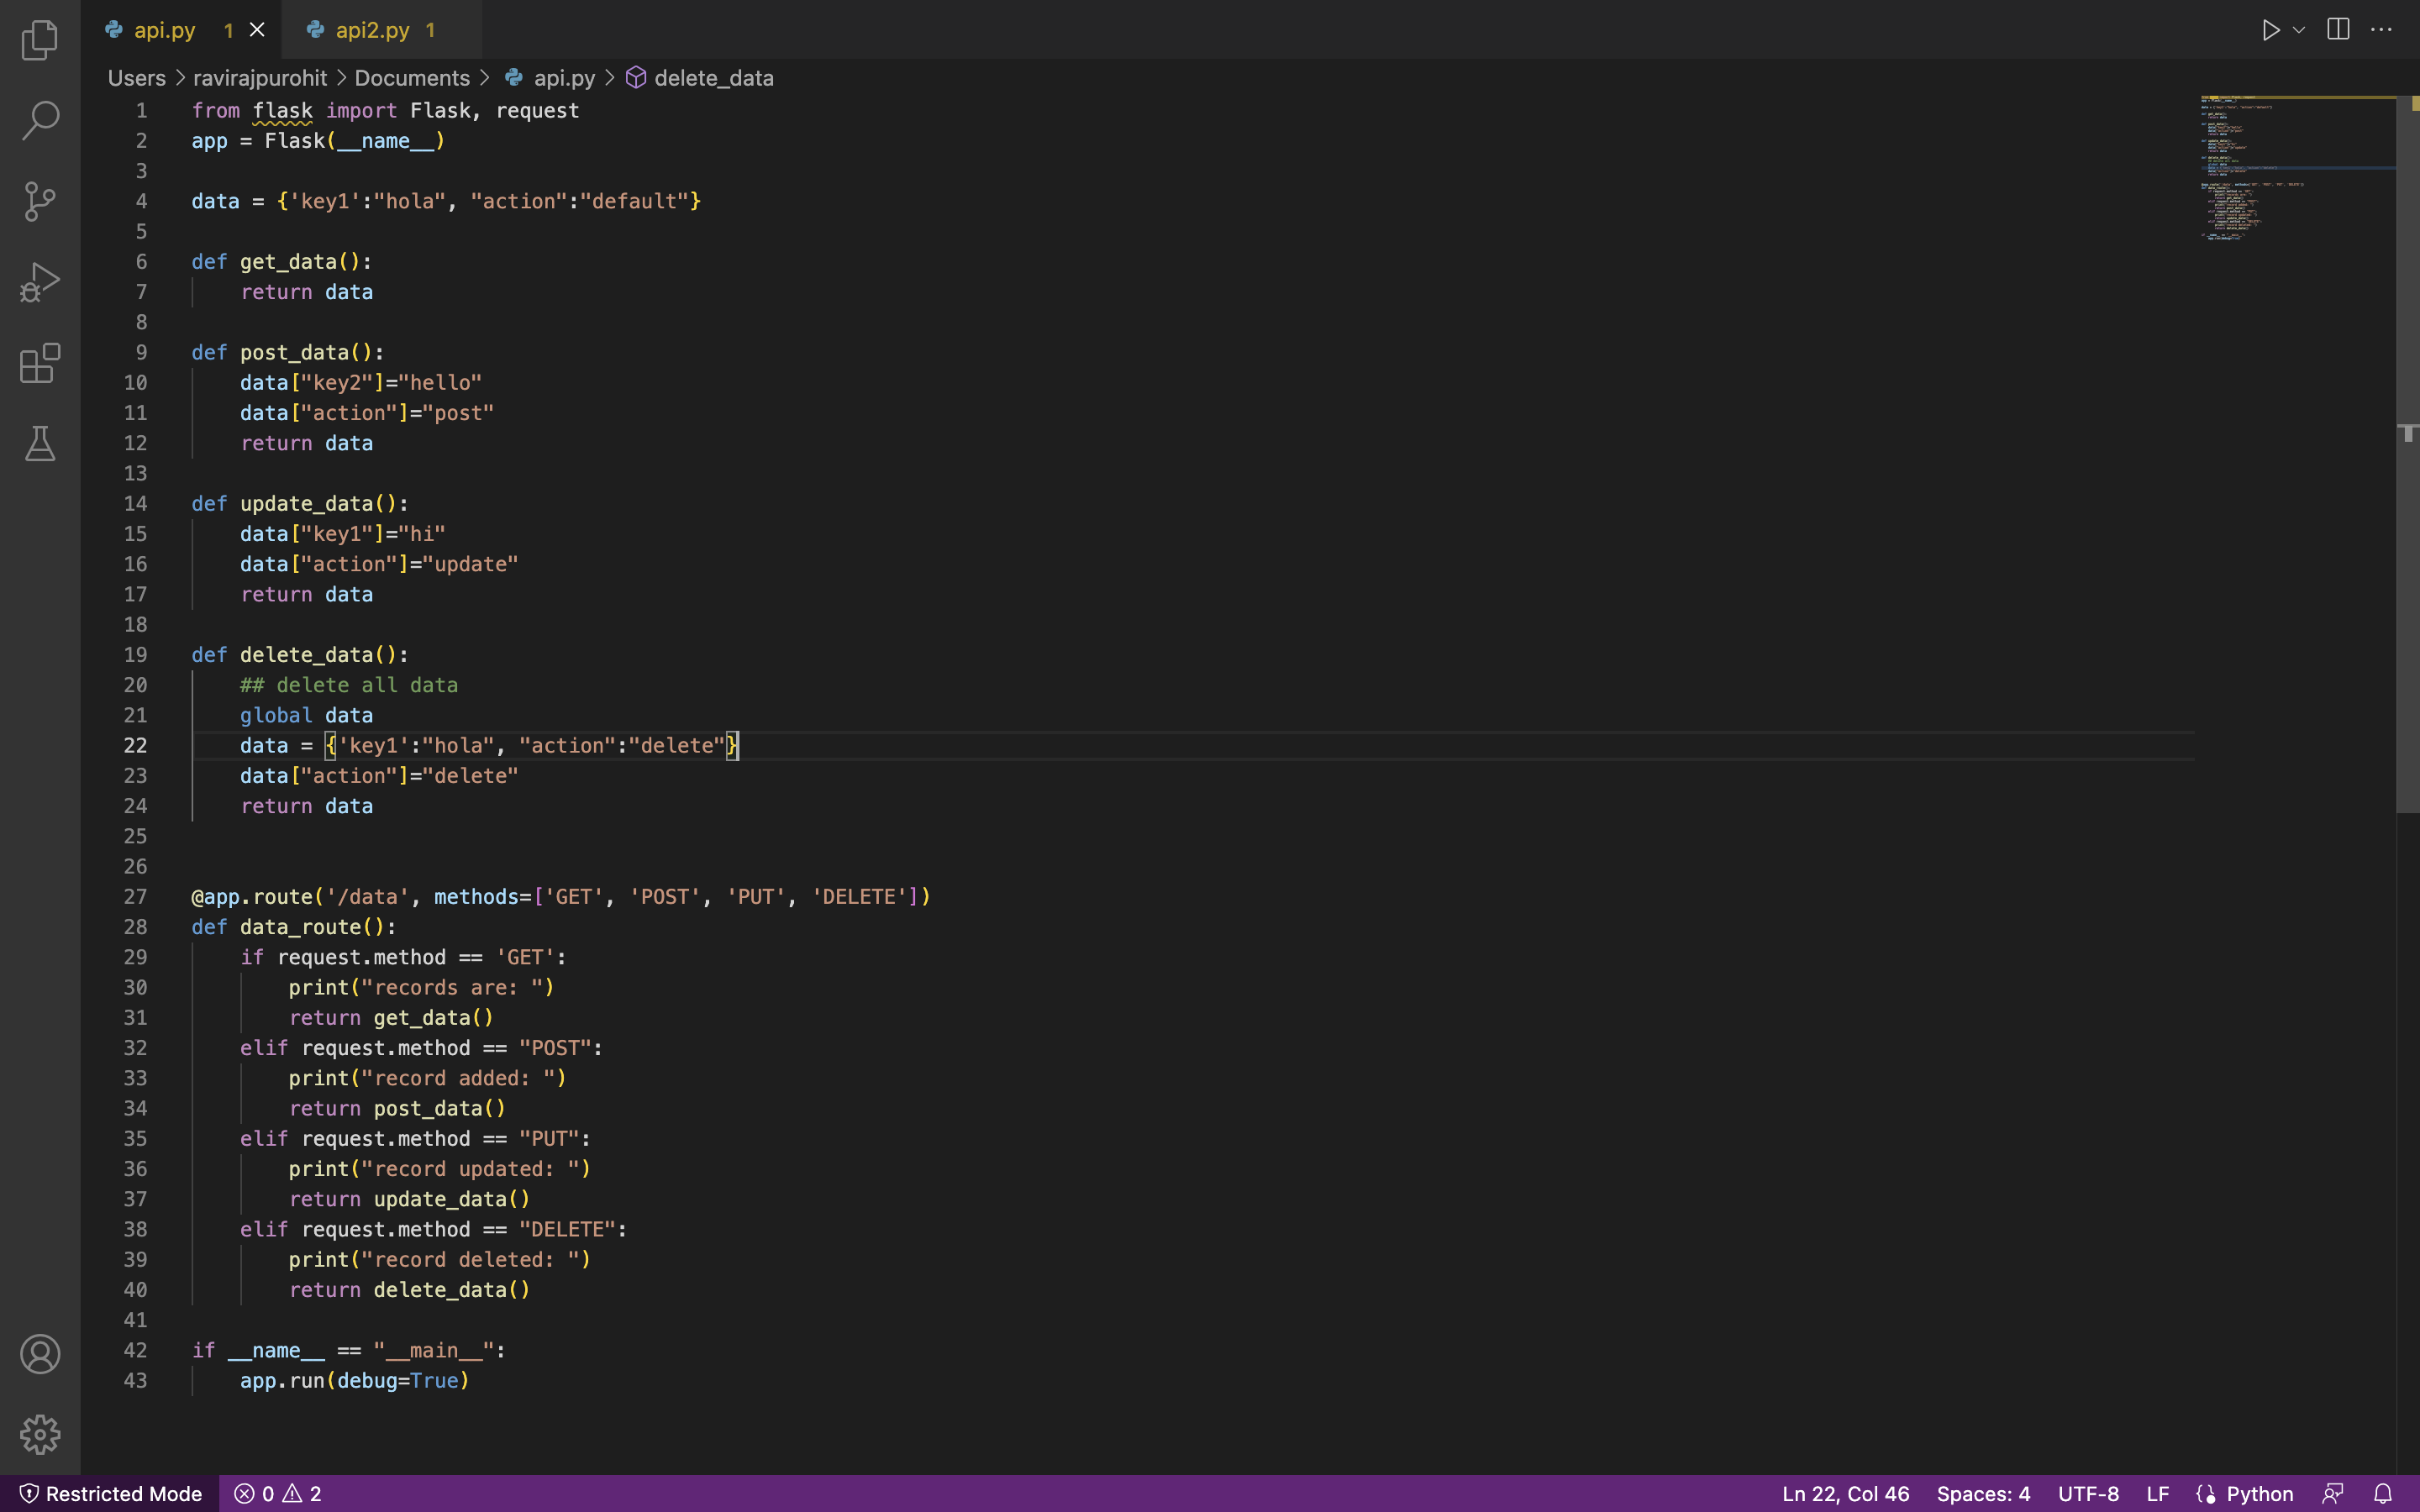 api.py 1 api2.py 1
Users > ravirajpurohit > Documents > api.py > delete_data
1 from flask import Flask, request
2 app = Flask(__name__)
3
4 data = {'key1':"hola", "action":"default"}
5
6 def get_data():
7     return data
8
9 def post_data():
10     data["key2"]="hello"
11     data["action"]="post"
12     return data
13
14 def update_data():
15     data["key1"]="hi"
16     data["action"]="update"
17     return data
18
19 def delete_data():
20     ## delete all data
21     global data
22     data = {'key1':"hola", "action":"delete"}
23     data["action"]="delete"
24     return data
25
26
27 @app.route('/data', methods=['GET', 'POST', 'PUT', 'DELETE'])
28 def data_route():
29     if request.method == 'GET':
30         print("records are: ")
31         return get_data()
32     elif request.method == "POST":
33         print("record added: ")
34         return post_data()
35     elif request.method == "PUT":
36         print("record updated: ")
37         return update_data()
38     elif request.method == "DELETE":
39         print("record deleted: ")
40         return delete_data()
41
42 if __name__ == "__main__":
43     app.run(debug=True)
Restricted Mode 0 2 Ln 22, Col 46 Spaces: 4 UTF-8 LF Python